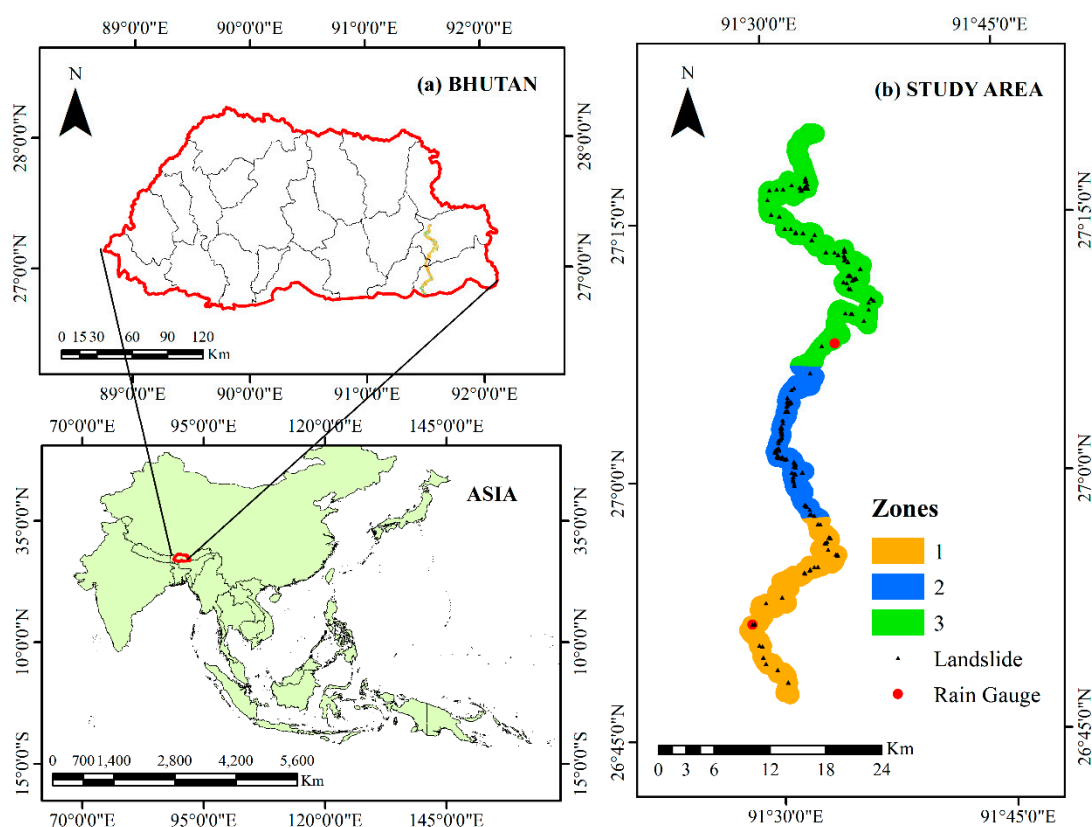 89°0'0"E 90°0'0"E 91°0'0"E 92°0'0"E
N
(a) BHUTAN
28°0'0"N
28°0'0"N
27°0'0"N
27°0'0"N
0 15 30 60 90 120
Km
89°0'0"E 90°0'0"E 91°0'0"E 92°0'0"E
70°0'0"E 95°0'0"E 120°0'0"E 145°0'0"E
ASIA
35°0'0"N
35°0'0"N
10°0'0"N
10°0'0"N
15°0'0"S
15°0'0"S
0 700 1,400 2,800 4,200 5,600
Km
70°0'0"E 95°0'0"E 120°0'0"E 145°0'0"E
91°30'0"E 91°45'0"E
N
(b) STUDY AREA
27°15'0"N
27°15'0"N
27°0'0"N
27°0'0"N
Zones
1
2
3
Landslide
Rain Gauge
26°45'0"N
26°45'0"N
Km
0 3 6 12 18 24
91°30'0"E 91°45'0"E